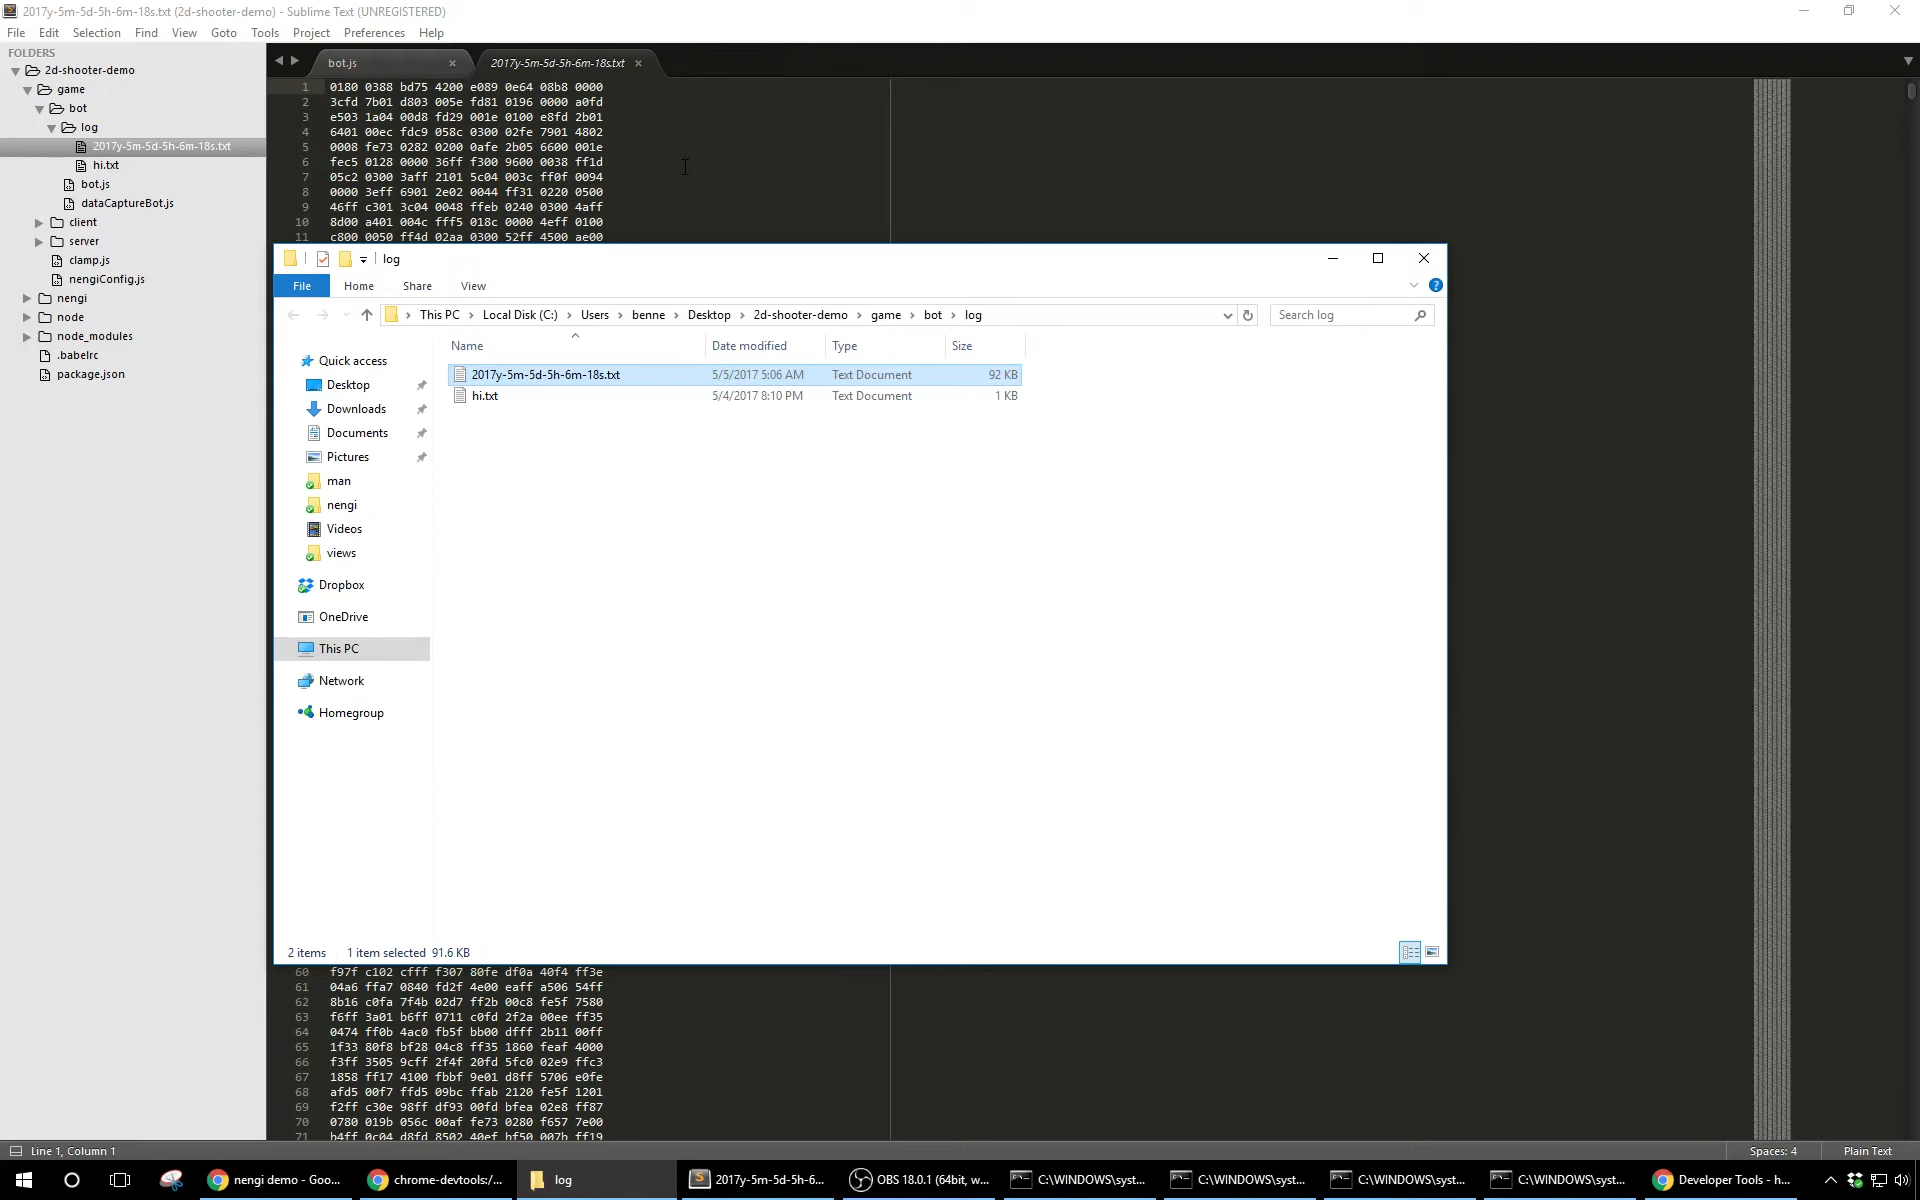 2017y-5m-5d-5h-6m-18s.txt (2d-shooter-demo) - Sublime Text (UNREGISTERED)
File Edit Selection Find View Goto Tools Project Preferences Help
FOLDERS
2d-shooter-demo
game
bot
log
2017y-5m-5d-5h-6m-18s.txt
hi.txt
bot.js
dataCaptureBot.js
client
server
clamp.js
nengiConfig.js
nengi
node
node_modules
.babelrc
package.json
bot.js
2017y-5m-5d-5h-6m-18s.txt
1 0180 0388 bd75 4200 e089 0e64 08b8 0000
2 3cfd 7b01 d803 005e fd81 0196 0000 a0fd
3 e503 1a04 00d8 fd29 001e 0100 e8fd 2b01
4 6401 00ec fdc9 058c 0300 02fe 7901 4802
5 0008 fe73 0282 0200 0afe 2b05 6600 001e
6 fec5 0128 0000 36ff f300 9600 0038 ff1d
7 05c2 0300 3aff 2101 5c04 003c ff0f 0094
8 0000 3eff 6901 2e02 0044 ff31 0220 0500
9 46ff c301 3c04 0048 ffeb 0240 0300 4aff
10 8d00 a401 004c fff5 018c 0000 4eff 0100
11 c800 0050 ff4d 02aa 0300 52ff 4500 ae00
log
File Home Share View
This PC Local Disk (C:) Users benne Desktop 2d-shooter-demo game bot log
Search log
Name Date modified Type Size
2017y-5m-5d-5h-6m-18s.txt 5/5/2017 5:06 AM Text Document 92 KB
hi.txt 5/4/2017 8:10 PM Text Document 1 KB
Quick access
Desktop
Downloads
Documents
Pictures
man
nengi
Videos
views
Dropbox
OneDrive
This PC
Network
Homegroup
2 items 1 item selected 91.6 KB
60 f97f c102 cfff f307 80fe df0a 40f4 ff3e
61 04a6 ffa7 0840 fd2f 4e00 eaff a506 54ff
62 8b16 c0fa 7f4b 02d7 ff2b 00c8 fe5f 7580
63 f6ff 3a01 b6ff 0711 c0fd 2f2a 00ee ff35
64 0474 ff0b 4ac0 fb5f bb00 dfff 2b11 00ff
65 1f33 80f8 bf28 04c8 ff35 1860 feaf 4000
66 f3ff 3505 9cff 2f4f 20fd 5fc0 02e9 ffc3
67 1858 ff17 4100 fbbf 9e01 d8ff 5706 e0fe
68 afd5 00f7 ffd5 09bc ffab 2120 fe5f 1201
69 f2ff c30e 98ff df93 00fd bfea 02e8 ff87
70 0780 019b 056c 00af fe73 0280 f657 7e00
71 b4ff 0c04 d8fd 8502 40ef bf50 007b ff19
Line 1, Column 1
Spaces: 4
Plain Text
nengi demo - Goo...
chrome-devtools:/...
log
2017y-5m-5d-5h-6...
OBS 18.0.1 (64bit, w...
C:\WINDOWS\syst...
C:\WINDOWS\syst...
C:\WINDOWS\syst...
C:\WINDOWS\syst...
Developer Tools - h...